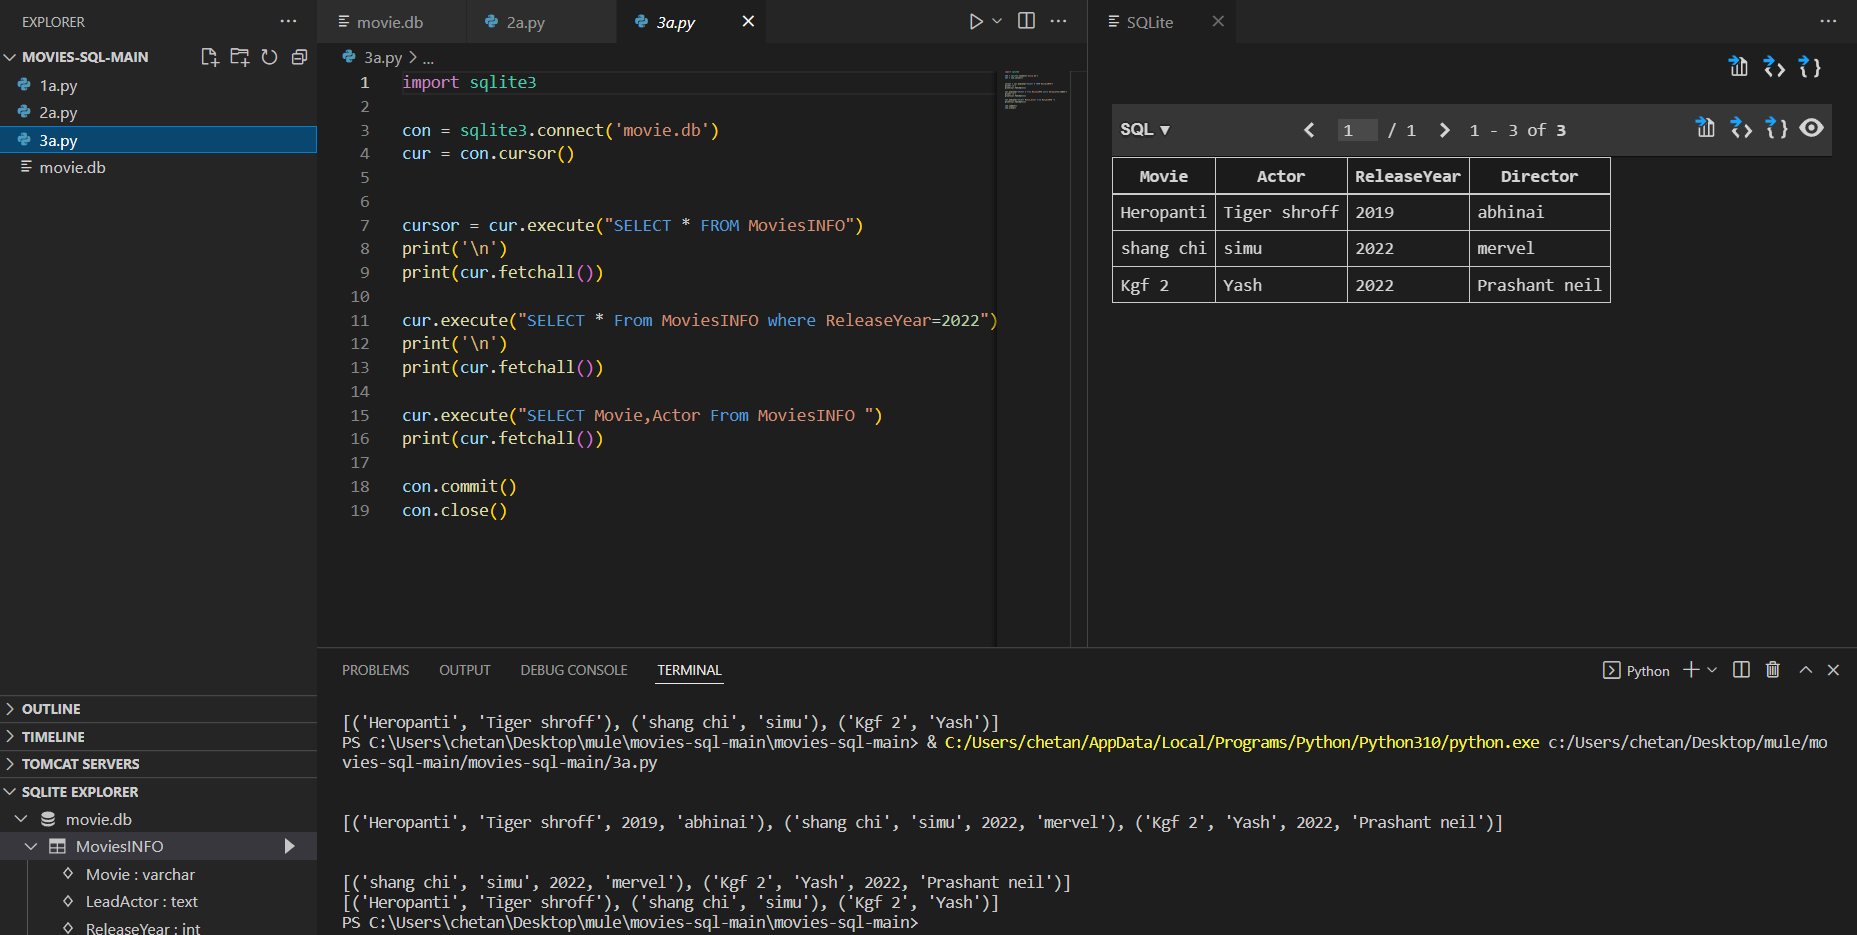 EXPLORER
MOVIES-SQL-MAIN
1a.py
2a.py
3a.py
movie.db
OUTLINE
TIMELINE
TOMCAT SERVERS
SQLITE EXPLORER
movie.db
MoviesINFO
Movie : varchar
LeadActor : text
ReleaseYear : int
movie.db 2a.py 3a.py
3a.py > ...
1 import sqlite3
2
3 con = sqlite3.connect('movie.db')
4 cur = con.cursor()
5
6
7 cursor = cur.execute("SELECT * FROM MoviesINFO")
8 print('\n')
9 print(cur.fetchall())
10
11 cur.execute("SELECT * From MoviesINFO where ReleaseYear=2022")
12 print('\n')
13 print(cur.fetchall())
14
15 cur.execute("SELECT Movie,Actor From MoviesINFO ")
16 print(cur.fetchall())
17
18 con.commit()
19 con.close()
SQLite
SQL ▼ < 1 / 1 > 1 - 3 of 3
Movie Actor ReleaseYear Director
Heropanti Tiger shroff 2019 abhinai
shang chi simu 2022 mervel
Kgf 2 Yash 2022 Prashant neil
PROBLEMS OUTPUT DEBUG CONSOLE TERMINAL
Python
[('Heropanti', 'Tiger shroff'), ('shang chi', 'simu'), ('Kgf 2', 'Yash')]
PS C:\Users\chetan\Desktop\mule\movies-sql-main\movies-sql-main> & C:/Users/chetan/AppData/Local/Programs/Python/Python310/python.exe c:/Users/chetan/Desktop/mule/mo
vies-sql-main/movies-sql-main/3a.py
[('Heropanti', 'Tiger shroff', 2019, 'abhinai'), ('shang chi', 'simu', 2022, 'mervel'), ('Kgf 2', 'Yash', 2022, 'Prashant neil')]
[('shang chi', 'simu', 2022, 'mervel'), ('Kgf 2', 'Yash', 2022, 'Prashant neil')]
[('Heropanti', 'Tiger shroff'), ('shang chi', 'simu'), ('Kgf 2', 'Yash')]
PS C:\Users\chetan\Desktop\mule\movies-sql-main\movies-sql-main>